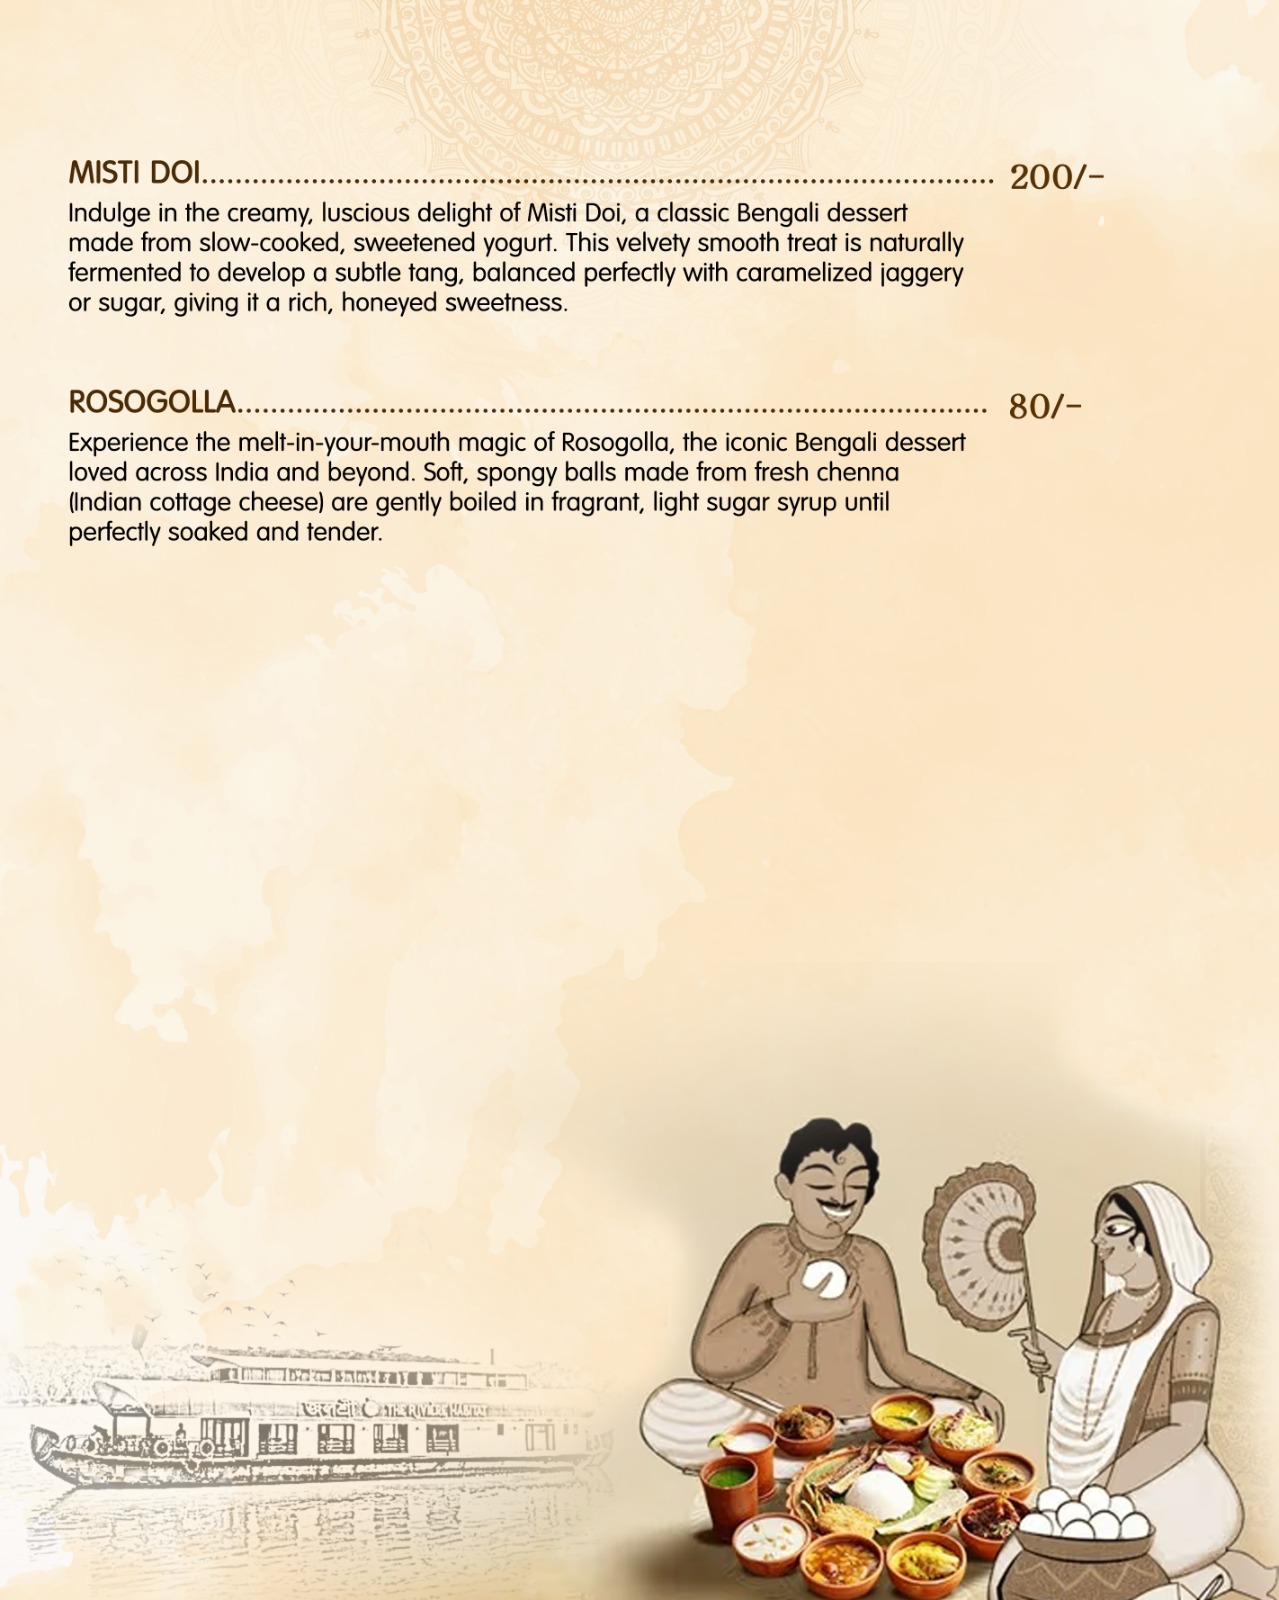 MISTI DOI.................................................................................................. 200/-
Indulge in the creamy, luscious delight of Misti Doi, a classic Bengali dessert
made from slow-cooked, sweetened yogurt. This velvety smooth treat is naturally
fermented to develop a subtle tang, balanced perfectly with caramelized jaggery
or sugar, giving it a rich, honeyed sweetness.
ROSOGOLLA............................................................................................. 80/-
Experience the melt-in-your-mouth magic of Rosogolla, the iconic Bengali dessert
loved across India and beyond. Soft, spongy balls made from fresh chenna
(Indian cottage cheese) are gently boiled in fragrant, light sugar syrup until
perfectly soaked and tender.
THE RIVIERE